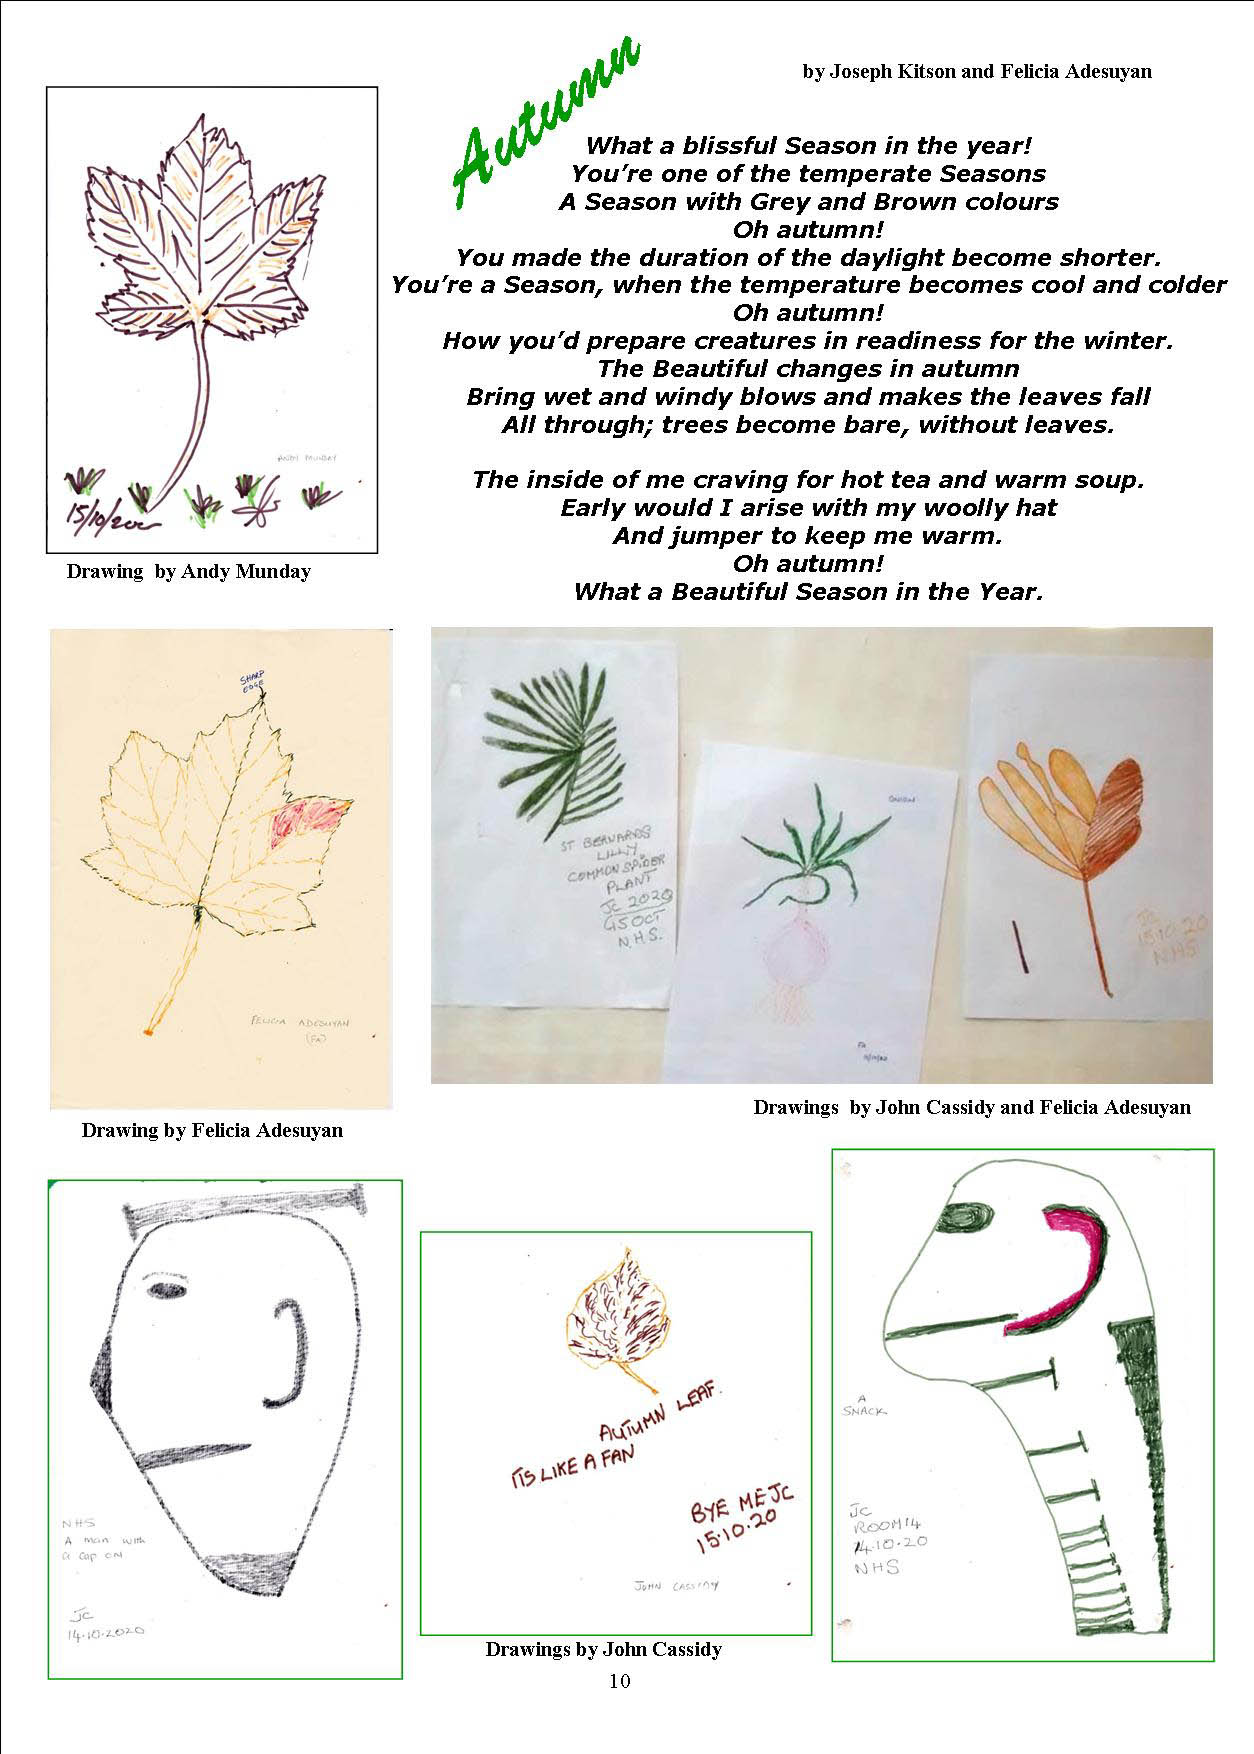 Autumn
by Joseph Kitson and Felicia Adesuyan
What a blissful Season in the year!
You're one of the temperate Seasons
A Season with Grey and Brown colours
Oh autumn!
You made the duration of the daylight become shorter.
You're a Season, when the temperature becomes cool and colder
Oh autumn!
How you'd prepare creatures in readiness for the winter.
The Beautiful changes in autumn
Bring wet and windy blows and makes the leaves fall
All through; trees become bare, without leaves.
The inside of me craving for hot tea and warm soup.
Early would I arise with my woolly hat
And jumper to keep me warm.
Oh autumn!
What a Beautiful Season in the Year.
ANDY MUNDAY
Drawing by Andy Munday
SHARP
EDGE
FELICIA ADESUYAN
(FA)
Drawing by Felicia Adesuyan
ST BERNARDS
LILLY
COMMON SPIDER
PLANT
JC 2020
15 OCT
N.H.S.
ONION
FA
JC
15.10.20
NHS
Drawings by John Cassidy and Felicia Adesuyan
NHS
A man with
a cap on
JC
14.10.2020
AUTUMN LEAF.
TIS LIKE A FAN
BYE ME JC
15.10.20
JOHN CASSIDY
A
SNACK
JC
ROOM 14
14.10.20
NHS
Drawings by John Cassidy
10